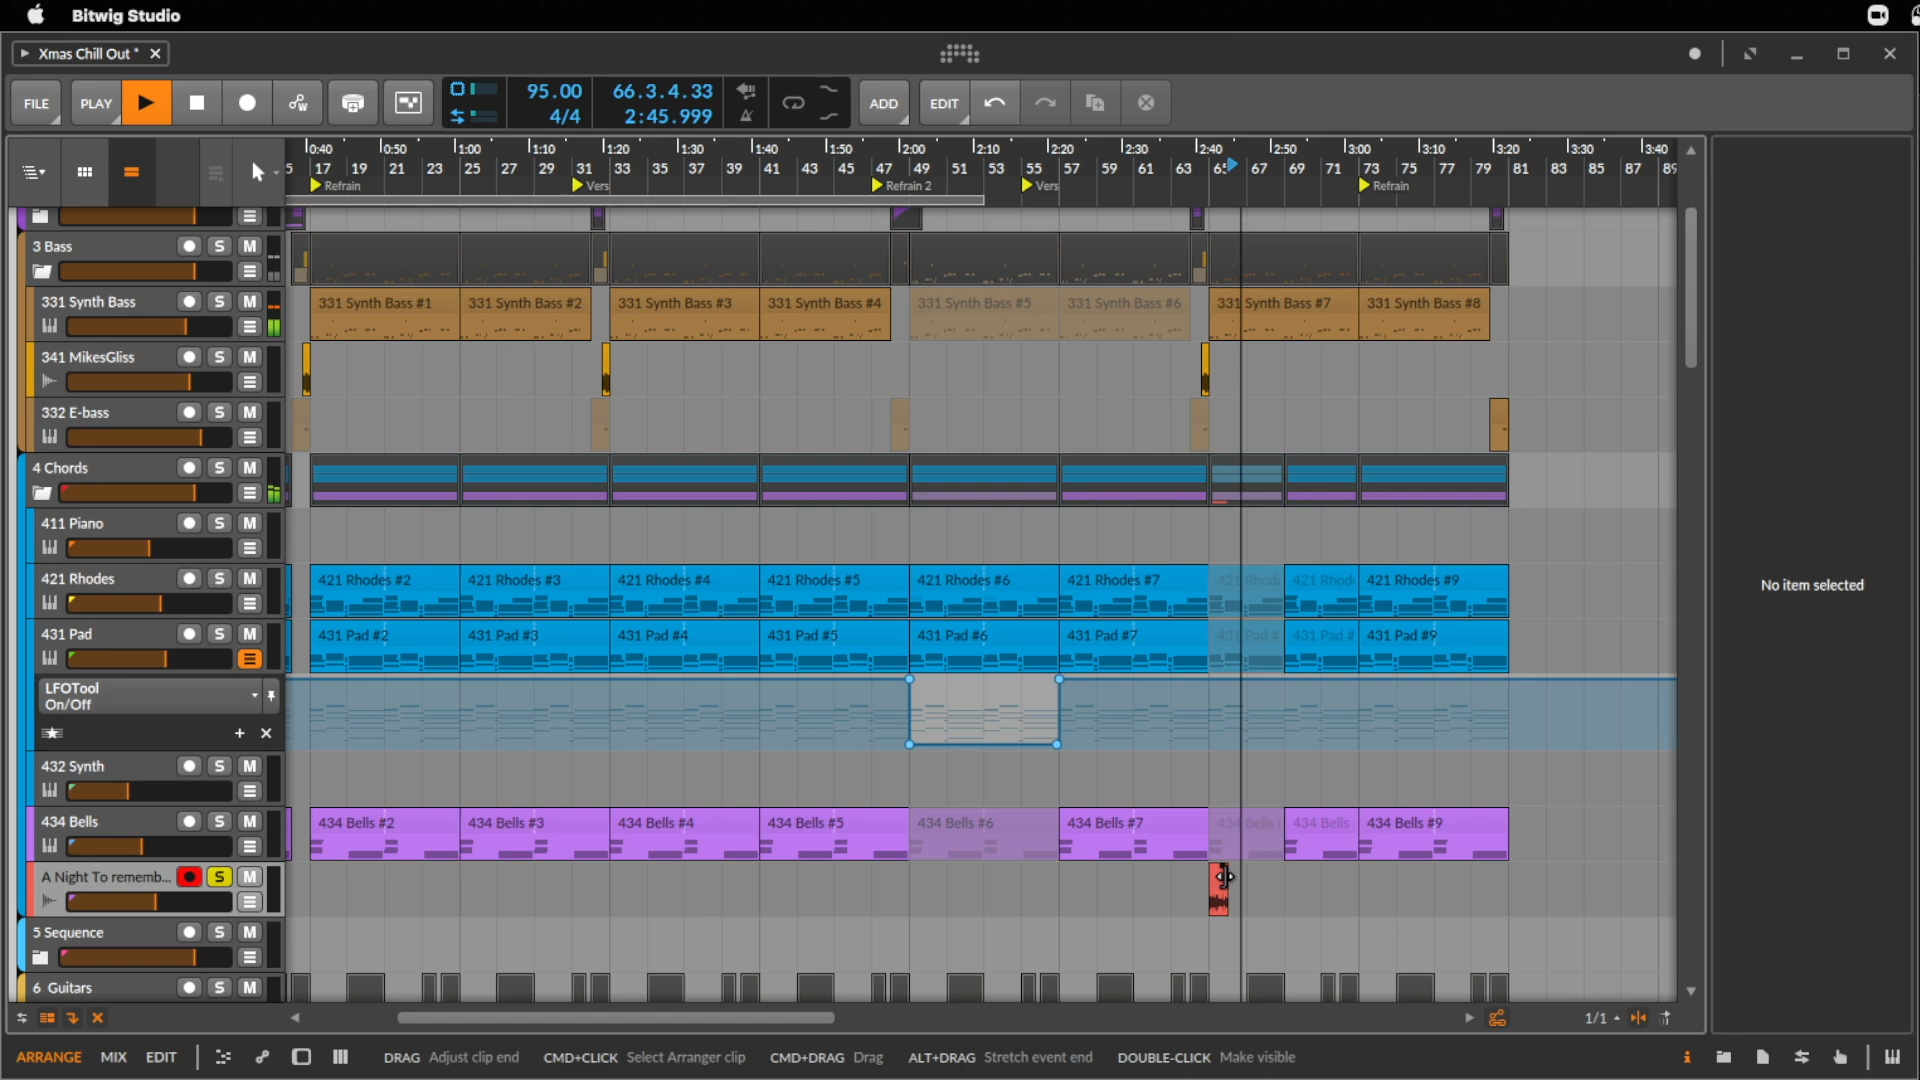 Bitwig Studio
Xmas Chill Out *
FILE
PLAY
95.00
4/4
66.3.4.33
2:45.999
ADD
EDIT
0:40 0:50 1:00 1:10 1:20 1:30 1:40 1:50 2:00 2:10 2:20 2:30 2:40 2:50 3:00 3:10 3:20 3:30 3:40
17 19 21 23 25 27 29 31 33 35 37 39 41 43 45 47 49 51 53 55 57 59 61 63 67 69 71 73 75 77 79 81 83 85 87
Refrain Vers Refrain 2 Vers Refrain
3 Bass S M
331 Synth Bass S M
331 Synth Bass #1 331 Synth Bass #2 331 Synth Bass #3 331 Synth Bass #4 331 Synth Bass #5 331 Synth Bass #6 331 Synth Bass #7 331 Synth Bass #8
341 MikesGliss S M
332 E-bass S M
4 Chords S M
411 Piano S M
421 Rhodes S M
421 Rhodes #2 421 Rhodes #3 421 Rhodes #4 421 Rhodes #5 421 Rhodes #6 421 Rhodes #7 421 Rhod 421 Rhod 421 Rhodes #9
431 Pad S M
431 Pad #2 431 Pad #3 431 Pad #4 431 Pad #5 431 Pad #6 431 Pad #7 431 Pad # 431 Pad # 431 Pad #9
LFOTool
On/Off
432 Synth S M
434 Bells S M
434 Bells #2 434 Bells #3 434 Bells #4 434 Bells #5 434 Bells #6 434 Bells #7 434 Bells 434 Bells 434 Bells #9
A Night To rememb... S M
5 Sequence S M
6 Guitars S M
No item selected
1/1
ARRANGE MIX EDIT
DRAG Adjust clip end CMD+CLICK Select Arranger clip CMD+DRAG Drag ALT+DRAG Stretch event end DOUBLE-CLICK Make visible